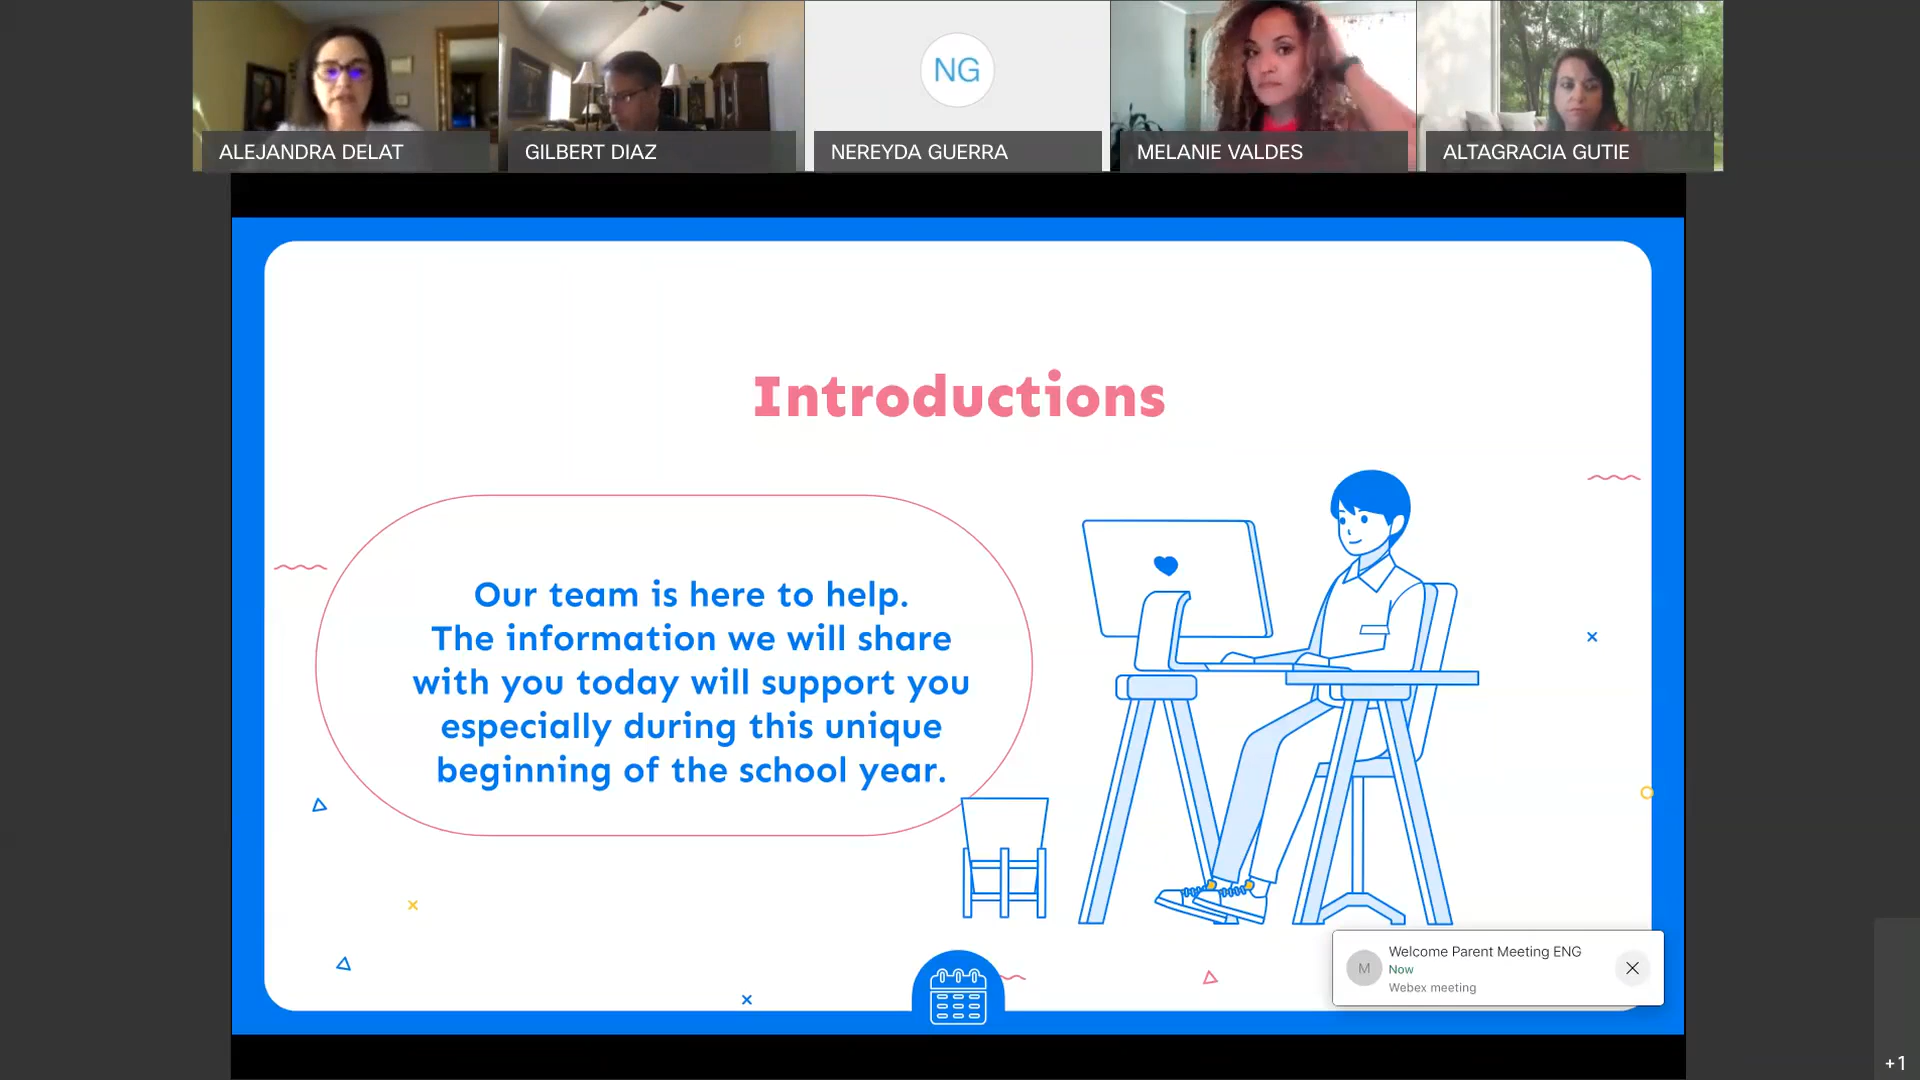 ALEJANDRA DELAT
GILBERT DIAZ
NG
NEREYDA GUERRA
MELANIE VALDES
ALTAGRACIA GUTIE
Introductions
Our team is here to help.
The information we will share
with you today will support you
especially during this unique
beginning of the school year.
M
Welcome Parent Meeting ENG
Now
Webex meeting
+1